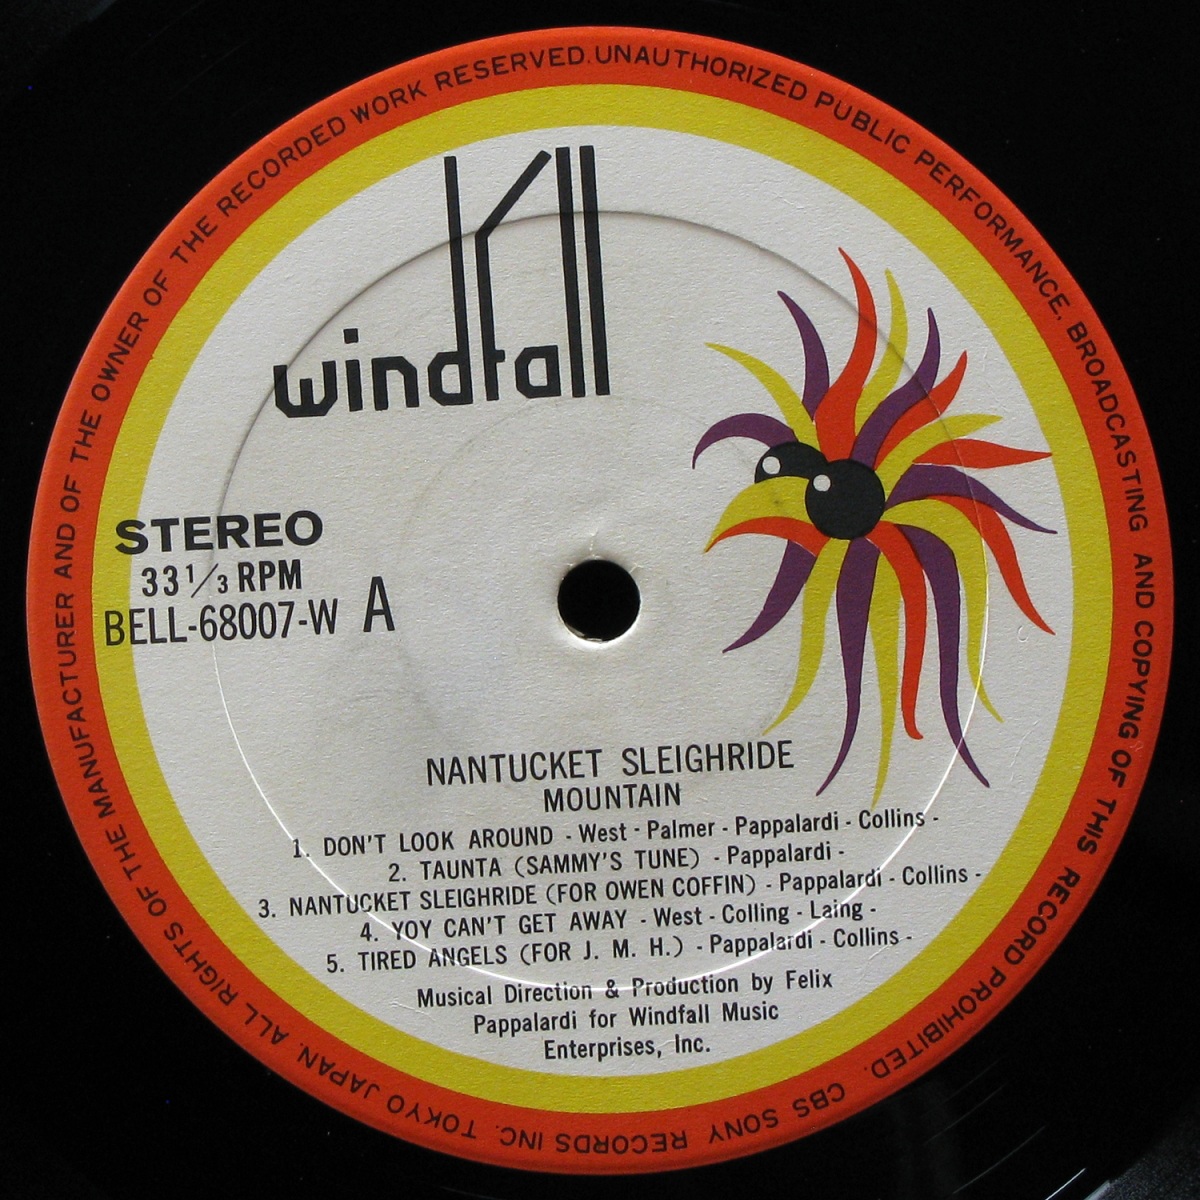 windfall
STEREO
33 1/3 RPM
BELL-68007-W A
NANTUCKET SLEIGHRIDE
MOUNTAIN
1. DON'T LOOK AROUND - West - Palmer - Pappalardi - Collins -
2. TAUNTA (SAMMY'S TUNE) - Pappalardi -
3. NANTUCKET SLEIGHRIDE (FOR OWEN COFFIN) - Pappalardi - Collins -
4. YOY CAN'T GET AWAY - West - Colling - Laing -
5. TIRED ANGELS (FOR J. M. H.) - Pappalardi - Collins -
Musical Direction & Production by Felix
Pappalardi for Windfall Music
Enterprises, Inc.
ALL RIGHTS OF THE MANUFACTURER AND OF THE OWNER OF THE RECORDED WORK RESERVED. UNAUTHORIZED PUBLIC PERFORMANCE, BROADCASTING AND COPYING OF THIS RECORD PROHIBITED. CBS SONY RECORDS INC. TOKYO JAPAN.